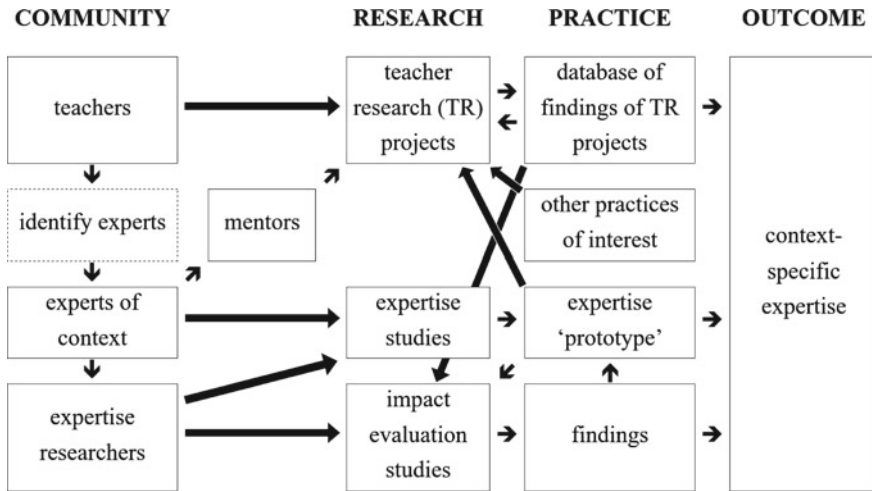 COMMUNITY
RESEARCH
PRACTICE
OUTCOME
teachers
teacher
research (TR)
projects
database of
findings of TR
projects
identify experts
mentors
other practices
of interest
context-
specific
expertise
experts of
context
expertise
studies
expertise
‘prototype’
expertise
researchers
impact
evaluation
studies
findings